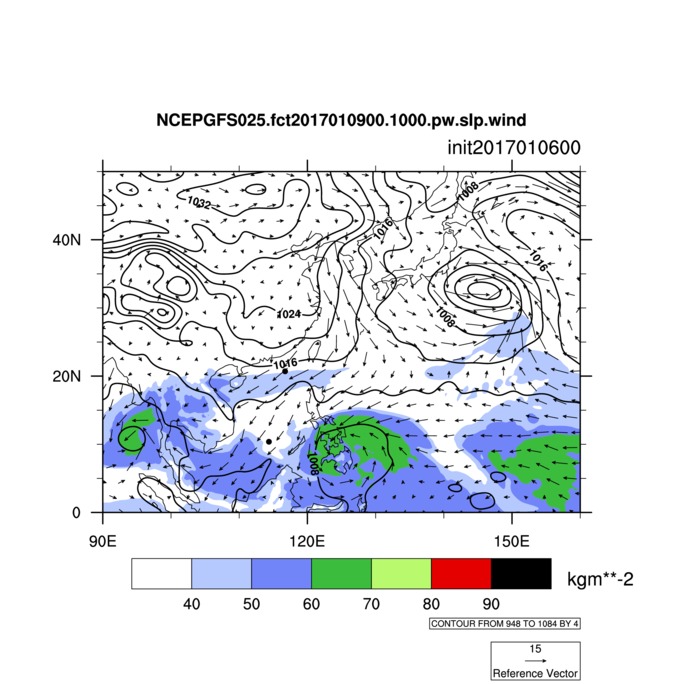 NCEPGFS025.fct2017010900.1000.pw.slp.wind
init2017010600
1008
1032
1016
40N
1016
1024
1008
1016
20N
1008
0
90E 120E 150E
kgm**-2
40 50 60 70 80 90
CONTOUR FROM 948 TO 1084 BY 4
15
Reference Vector